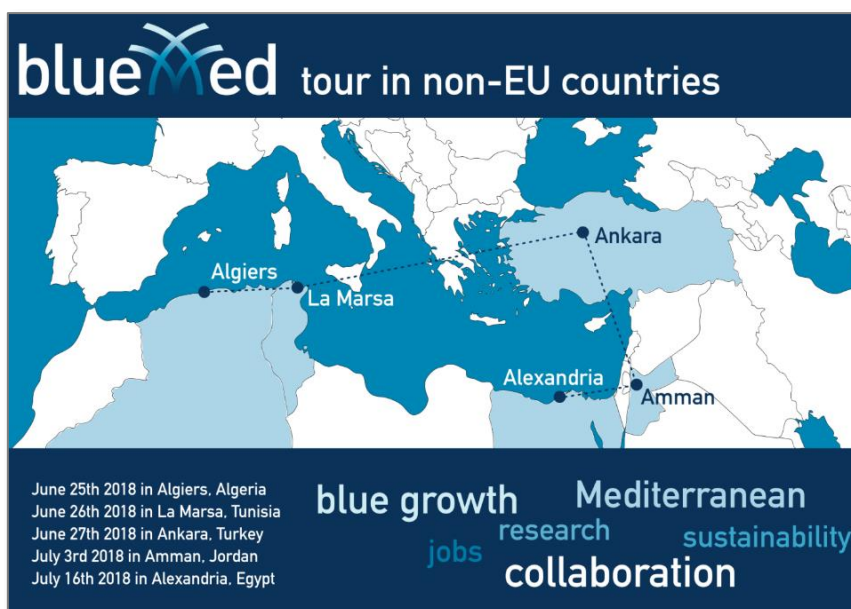 bluemed tour in non-EU countries
Algiers
La Marsa
Ankara
Alexandria
Amman
June 25th 2018 in Algiers, Algeria
June 26th 2018 in La Marsa, Tunisia
June 27th 2018 in Ankara, Turkey
July 3rd 2018 in Amman, Jordan
July 16th 2018 in Alexandria, Egypt
blue growth
Mediterranean
research
sustainability
jobs
collaboration